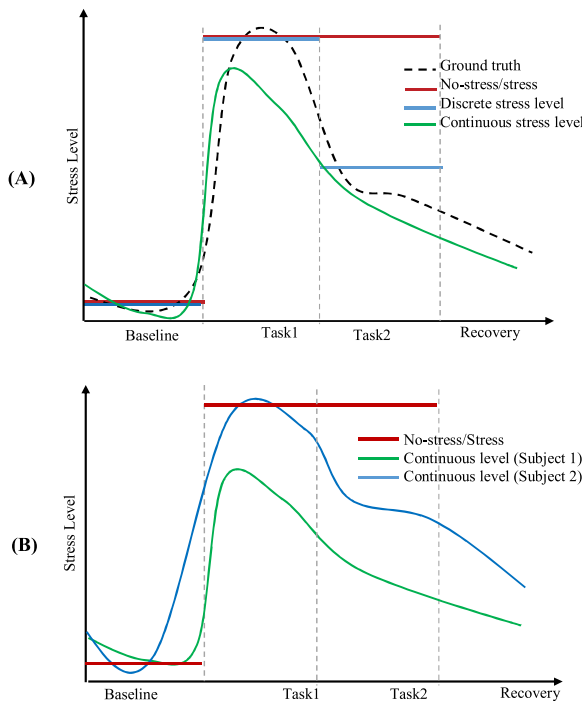 (A)
Stress Level
Ground truth
No-stress/stress
Discrete stress level
Continuous stress level
Baseline
Task1
Task2
Recovery
(B)
Stress Level
No-stress/Stress
Continuous level (Subject 1)
Continuous level (Subject 2)
Baseline
Task1
Task2
Recovery